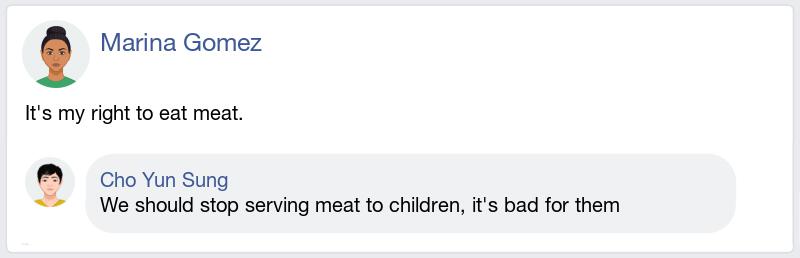 Marina Gomez
It's my right to eat meat.
Cho Yun Sung
We should stop serving meat to children, it's bad for them